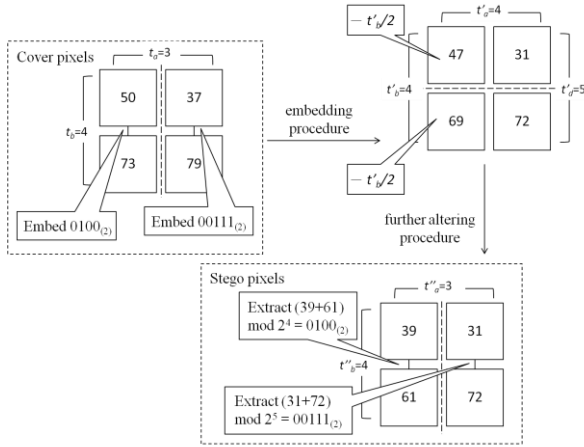 Cover pixels
tₐ=3
50
37
t_b=4
73
79
Embed 0100₍₂₎
Embed 00111₍₂₎
embedding
procedure
t'ₐ=4
— t'_b/2
47
31
t'_b=4
t'_d=5
69
72
— t'_b/2
further altering
procedure
Stego pixels
t''ₐ=3
Extract (39+61)
mod 2⁴ = 0100₍₂₎
39
31
t''_b=4
61
72
Extract (31+72)
mod 2⁵ = 00111₍₂₎